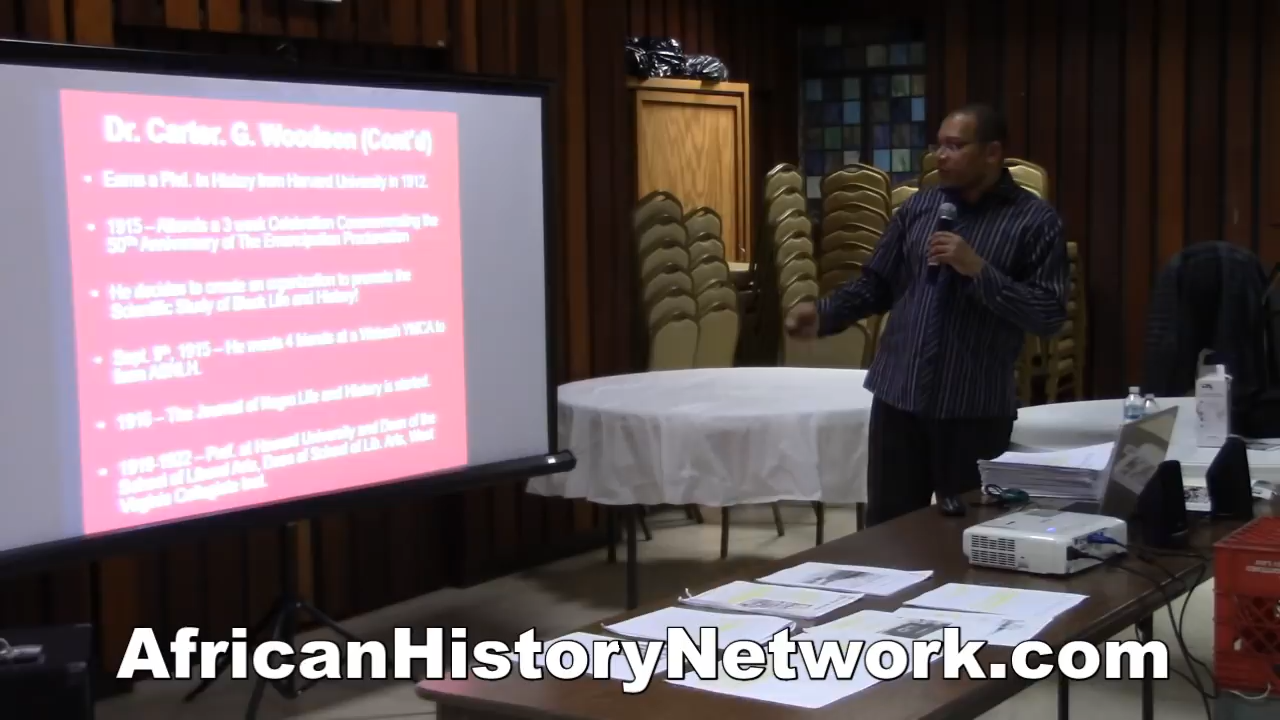 Dr. Carter. G. Woodson (Cont'd)
• Earns a Phd. In History from Harvard University in 1912.
• 1915 – Attends a 3 week Celebration Commemorating the
50th Anniversary of The Emancipation Proclamation
• He decides to create an organization to promote the
Scientific Study of Black Life and History!
• Sept. 9th, 1915 – He meets 4 friends at a Wabash YMCA to
form ASNLH.
• 1916 – The Journal of Negro Life and History is started.
• 1919-1922 – Prof. at Howard University and Dean of the
School of Liberal Arts, Dean of School of Lib. Arts, West
Virginia Collegiate Inst.
AfricanHistoryNetwork.com